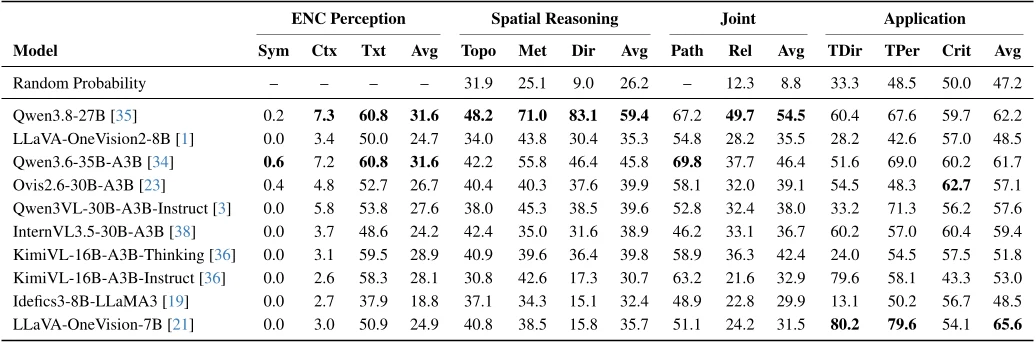 ENC Perception Spatial Reasoning Joint Application
Model Sym Ctx Txt Avg Topo Met Dir Avg Path Rel Avg TDir TPer Crit Avg
Random Probability – – – – 31.9 25.1 9.0 26.2 – 12.3 8.8 33.3 48.5 50.0 47.2
Qwen3.8-27B [35] 0.2 7.3 60.8 31.6 48.2 71.0 83.1 59.4 67.2 49.7 54.5 60.4 67.6 59.7 62.2
LLaVA-OneVision2-8B [1] 0.0 3.4 50.0 24.7 34.0 43.8 30.4 35.3 54.8 28.2 35.5 28.2 42.6 57.0 48.5
Qwen3.6-35B-A3B [34] 0.6 7.2 60.8 31.6 42.2 55.8 46.4 45.8 69.8 37.7 46.4 51.6 69.0 60.2 61.7
Ovis2.6-30B-A3B [23] 0.4 4.8 52.7 26.7 40.4 40.3 37.6 39.9 58.1 32.0 39.1 54.5 48.3 62.7 57.1
Qwen3VL-30B-A3B-Instruct [3] 0.0 5.8 53.8 27.6 38.0 45.3 38.5 39.6 52.8 32.4 38.0 33.2 71.3 56.2 57.6
InternVL3.5-30B-A3B [38] 0.0 3.7 48.6 24.2 42.4 35.0 31.6 38.9 46.2 33.1 36.7 60.2 57.0 60.4 59.4
KimiVL-16B-A3B-Thinking [36] 0.0 3.1 59.5 28.9 40.9 39.6 36.4 39.8 58.9 36.3 42.4 24.0 54.5 57.5 51.8
KimiVL-16B-A3B-Instruct [36] 0.0 2.6 58.3 28.1 30.8 42.6 17.3 30.7 63.2 21.6 32.9 79.6 58.1 43.3 53.0
Idefics3-8B-LLaMA3 [19] 0.0 2.7 37.9 18.8 37.1 34.3 15.1 32.4 48.9 22.8 29.9 13.1 50.2 56.7 48.5
LLaVA-OneVision-7B [21] 0.0 3.0 50.9 24.9 40.8 38.5 15.8 35.7 51.1 24.2 31.5 80.2 79.6 54.1 65.6